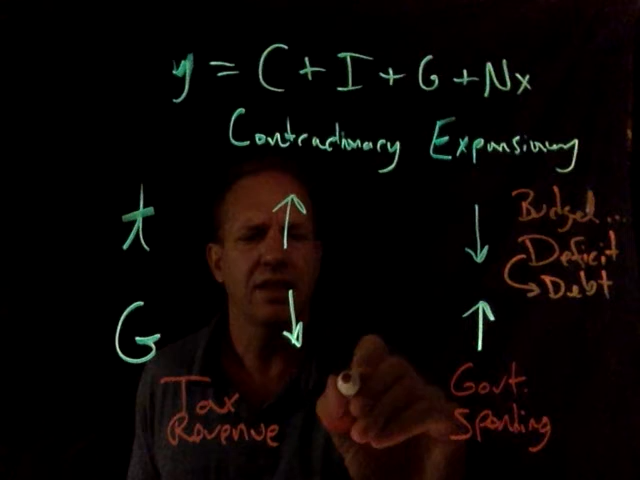 y = C + I + G + Nx
Contractionary Expansionary
t ↑ ↓
G ↓ ↑
Budget...
Deficit
↳ Debt
Tax
Revenue
Govt.
Spending